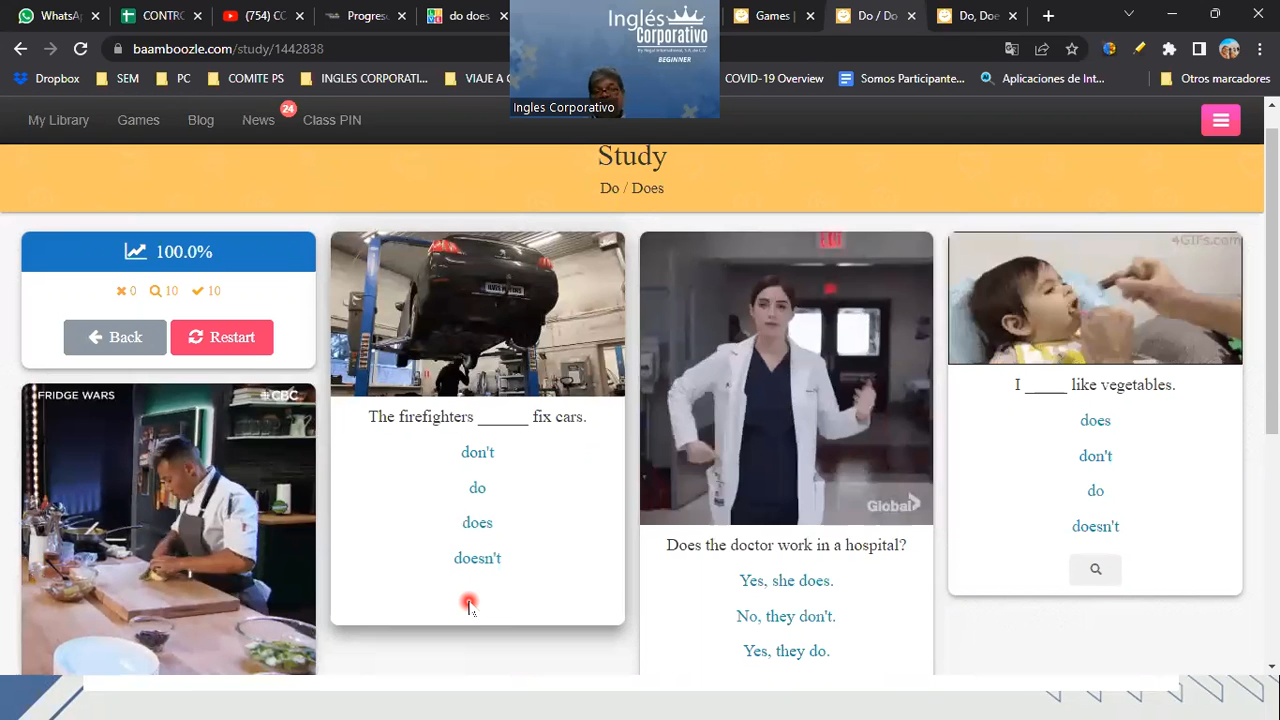 WhatsA
CONTRO
(754) CC
Progres
do does
Games |
Do / Do
Do, Doe
baamboozle.com/study/1442838
Dropbox
SEM
PC
COMITE PS
INGLES CORPORATI...
VIAJE A
COVID-19 Overview
Somos Participante...
Aplicaciones de Int...
Otros marcadores
Inglés
Corporativo
BEGINNER
Ingles Corporativo
My Library
Games
Blog
News
24
Class PIN
Study
Do / Does
100.0%
0
10
10
Back
Restart
FRIDGE WARS
CBC
The firefighters ______ fix cars.
don't
do
does
doesn't
Global
Does the doctor work in a hospital?
Yes, she does.
No, they don't.
Yes, they do.
4GIFs.com
I _____ like vegetables.
does
don't
do
doesn't